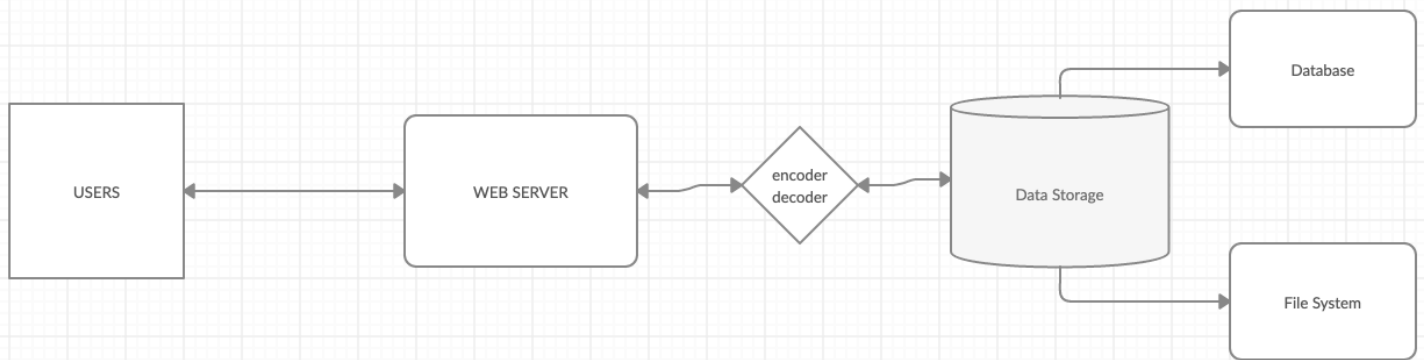 USERS
WEB SERVER
encoder
decoder
Data Storage
Database
File System